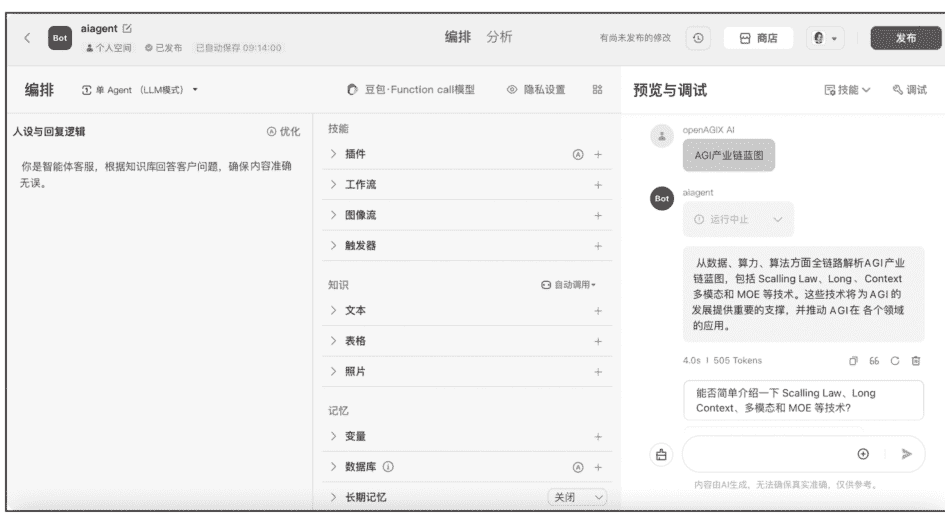 aiagent
Bot
个人空间 已发布 已自动保存 09:14:00
编排 分析
有尚未发布的修改
商店
发布
编排
单 Agent （LLM模式）
豆包·Function call模型
隐私设置
预览与调试
技能
调试
人设与回复逻辑
优化
你是智能体客服，根据知识库回答客户问题，确保内容准确
无误。
技能
插件
工作流
图像流
触发器
知识
自动调用
文本
表格
照片
记忆
变量
数据库
长期记忆
关闭
openAGIX AI
AGI产业链蓝图
aiagent
Bot
运行中止
从数据、算力、算法方面全链路解析AGI产业
链蓝图，包括 Scalling Law、Long 、Context
多模态和 MOE 等技术。这些技术将为 AGI 的
发展提供重要的支撑，并推动 AGI在 各个领域
的应用。
4.0s | 505 Tokens
能否简单介绍一下 Scalling Law、Long
Context、多模态和 MOE 等技术?
内容由AI生成，无法确保真实准确，仅供参考。